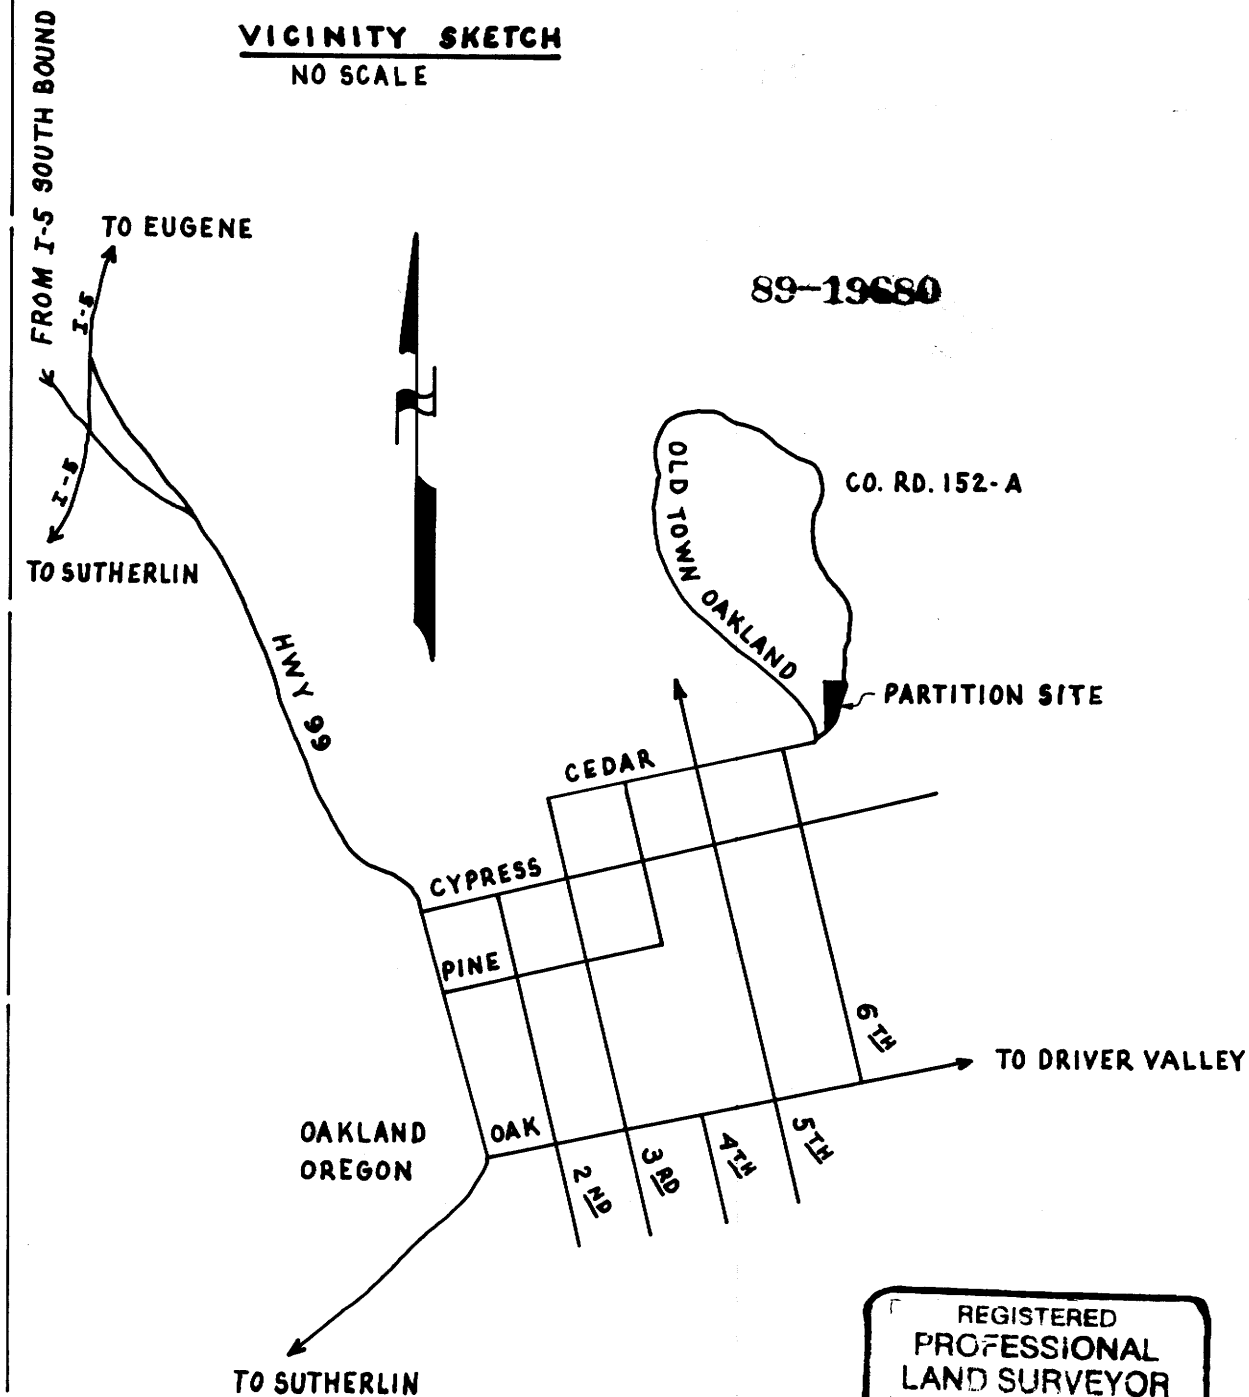 VICINITY SKETCH
NO SCALE
FROM I-5 SOUTH BOUND
TO EUGENE
I-5
89-19680
I-5
TO SUTHERLIN
OLD TOWN OAKLAND
CO. RD. 152-A
HWY 99
PARTITION SITE
CEDAR
CYPRESS
PINE
6TH
TO DRIVER VALLEY
OAKLAND
OREGON
OAK
2ND
3RD
4TH
5TH
TO SUTHERLIN
REGISTERED
PROFESSIONAL
LAND SURVEYOR